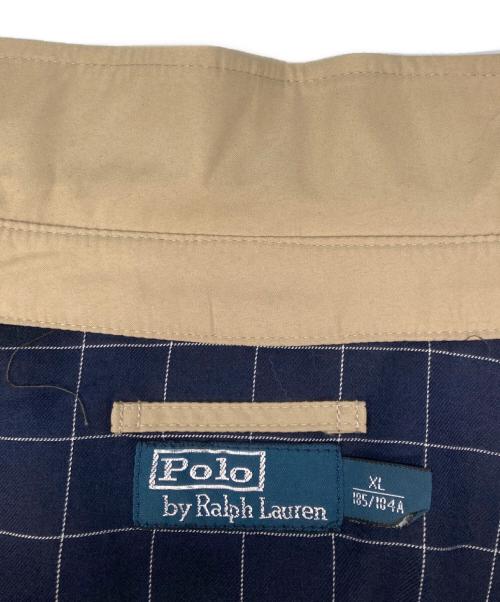 Polo
by Ralph Lauren
XL
185/104A